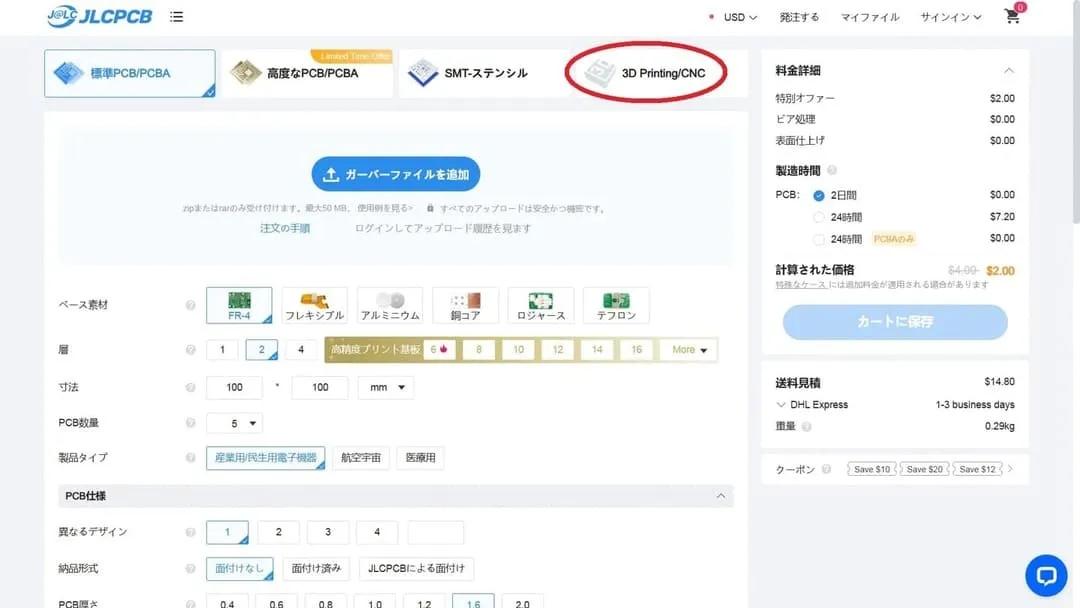 J@LC JLCPCB USD 発注する マイファイル サインイン 0
標準PCB/PCBA Limited Time Offer 高度なPCB/PCBA SMT-ステンシル 3D Printing/CNC
ガーバーファイルを追加
zipまたはrarのみ受け付けます。最大50 MB、 使用例を見る> すべてのアップロードは安全かつ機密です。
注文の手順 ログインしてアップロード履歴を見ます
ベース素材 FR-4 フレキシブル アルミニウム 銅コア ロジャース テフロン
層 1 2 4 高精度プリント基板 6 8 10 12 14 16 More
寸法 100 * 100 mm
PCB数量 5
製品タイプ 産業用/民生用電子機器 航空宇宙 医療用
PCB仕様
異なるデザイン 1 2 3 4
納品形式 面付けなし 面付け済み JLCPCBによる面付け
PCB厚さ 0.4 0.6 0.8 1.0 1.2 1.6 2.0
料金詳細
特別オファー $2.00
ビア処理 $0.00
表面仕上げ $0.00
製造時間
PCB: 2日間 $0.00
24時間 $7.20
24時間 PCBAのみ $0.00
計算された価格 $4.00 $2.00
特殊なケース には追加料金が適用される場合があります
カートに保存
送料見積 $14.80
DHL Express 1-3 business days
重量 0.29kg
クーポン Save $10 Save $20 Save $12